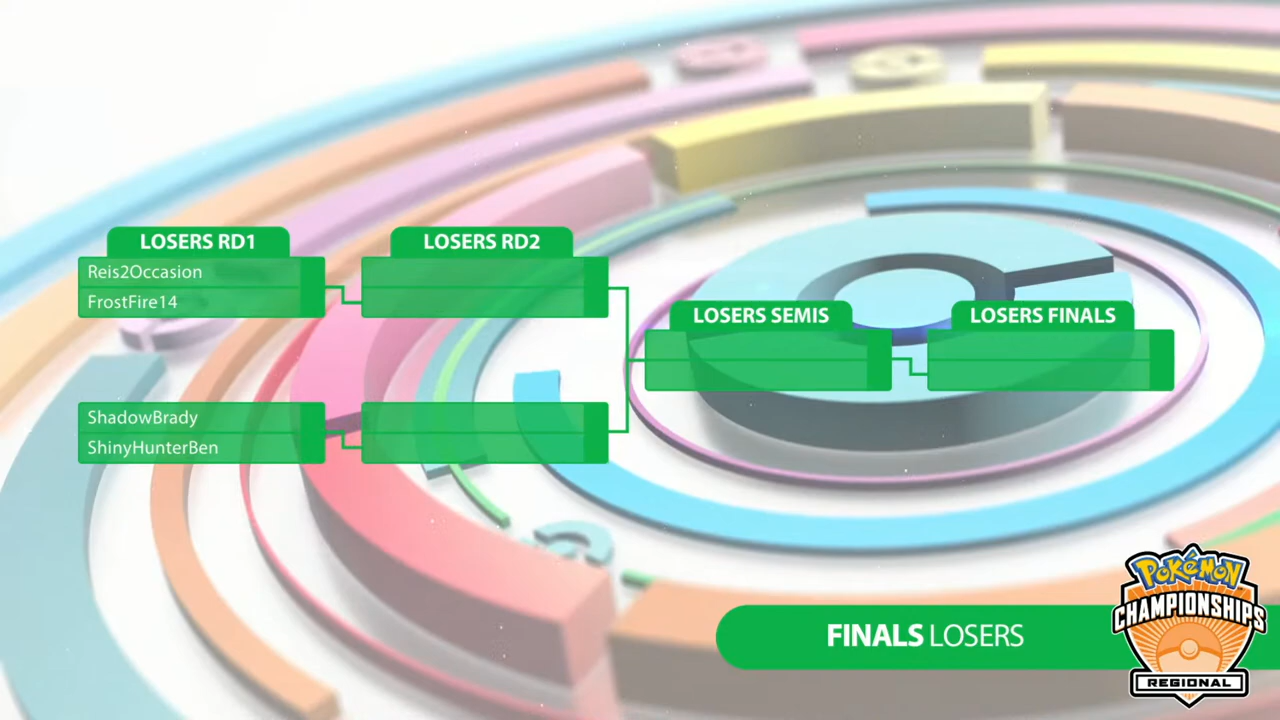 LOSERS RD1
Reis2Occasion
FrostFire14
ShadowBrady
ShinyHunterBen
LOSERS RD2
LOSERS SEMIS
LOSERS FINALS
FINALS LOSERS
POKéMON
CHAMPIONSHIPS
REGIONAL